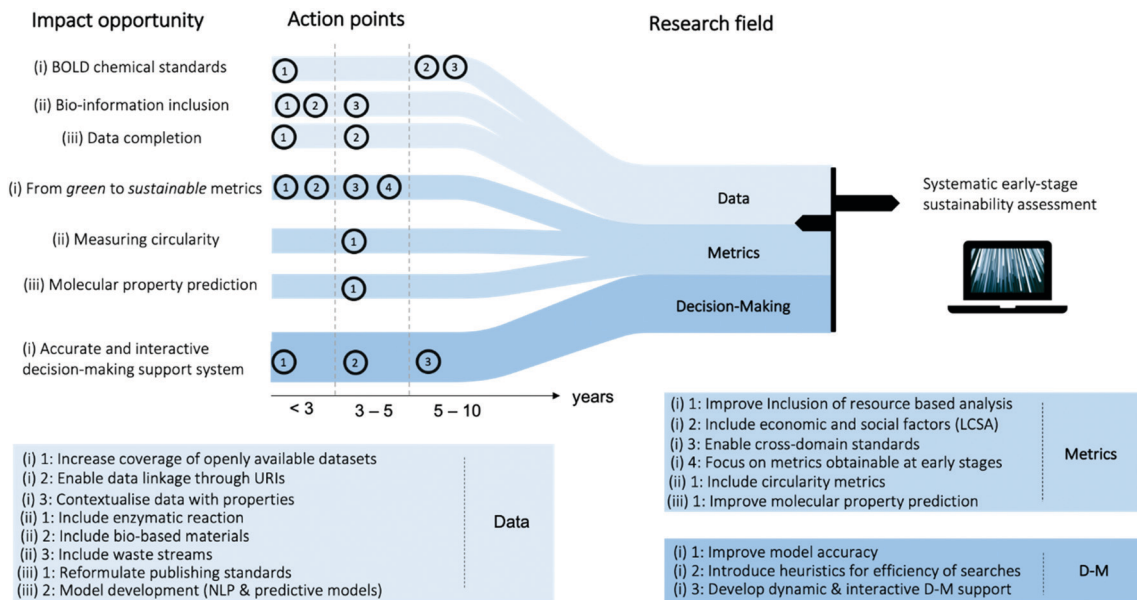 Impact opportunity
Action points
Research field
(i) BOLD chemical standards
1
2
3
(ii) Bio-information inclusion
1
2
3
(iii) Data completion
1
2
(i) From green to sustainable metrics
1
2
3
4
(ii) Measuring circularity
1
(iii) Molecular property prediction
1
(i) Accurate and interactive
decision-making support system
1
2
3
< 3
3 – 5
5 – 10
years
Data
Metrics
Decision-Making
Systematic early-stage
sustainability assessment
(i) 1: Increase coverage of openly available datasets
(i) 2: Enable data linkage through URIs
(i) 3: Contextualise data with properties
(ii) 1: Include enzymatic reaction
(ii) 2: Include bio-based materials
(ii) 3: Include waste streams
(iii) 1: Reformulate publishing standards
(iii) 2: Model development (NLP & predictive models)
Data
(i) 1: Improve Inclusion of resource based analysis
(i) 2: Include economic and social factors (LCSA)
(i) 3: Enable cross-domain standards
(i) 4: Focus on metrics obtainable at early stages
(ii) 1: Include circularity metrics
(iii) 1: Improve molecular property prediction
Metrics
(i) 1: Improve model accuracy
(i) 2: Introduce heuristics for efficiency of searches
(i) 3: Develop dynamic & interactive D-M support
D-M